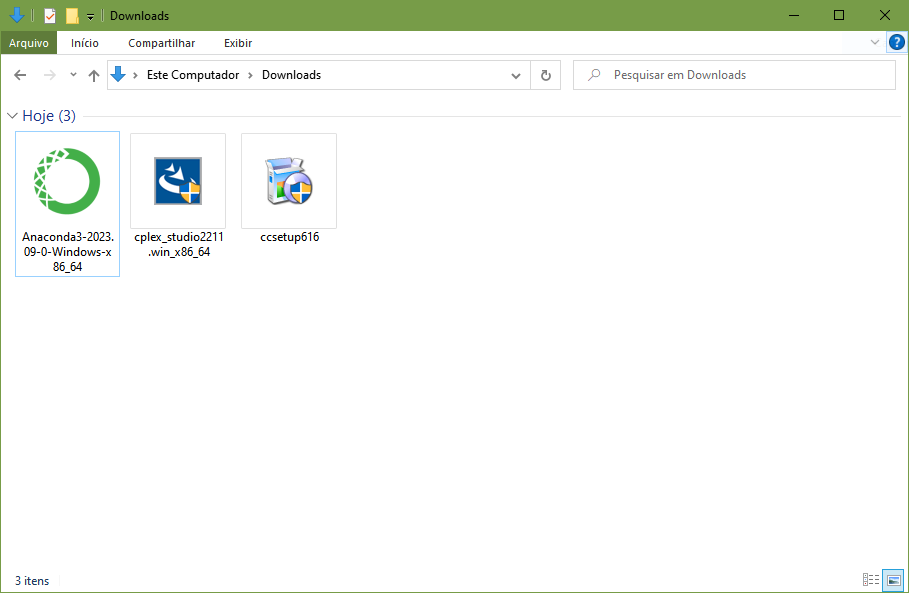 Downloads
Arquivo Início Compartilhar Exibir
Este Computador Downloads Pesquisar em Downloads
Hoje (3)
Anaconda3-2023.
09-0-Windows-x
86_64
cplex_studio2211
.win_x86_64
ccsetup616
3 itens